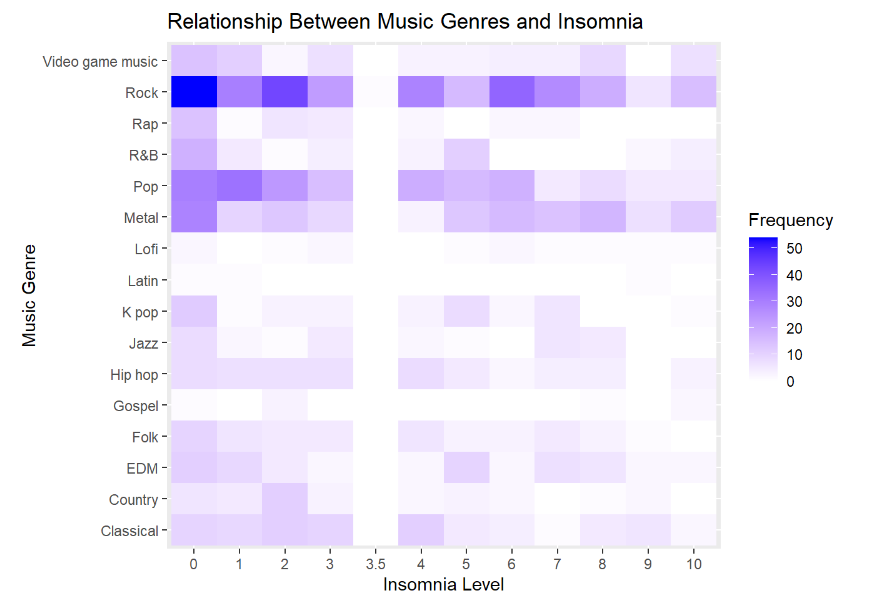 Relationship Between Music Genres and Insomnia
Music Genre
Video game music
Rock
Rap
R&B
Pop
Metal
Lofi
Latin
K pop
Jazz
Hip hop
Gospel
Folk
EDM
Country
Classical
0 1 2 3 3.5 4 5 6 7 8 9 10
Insomnia Level
Frequency
50
40
30
20
10
0